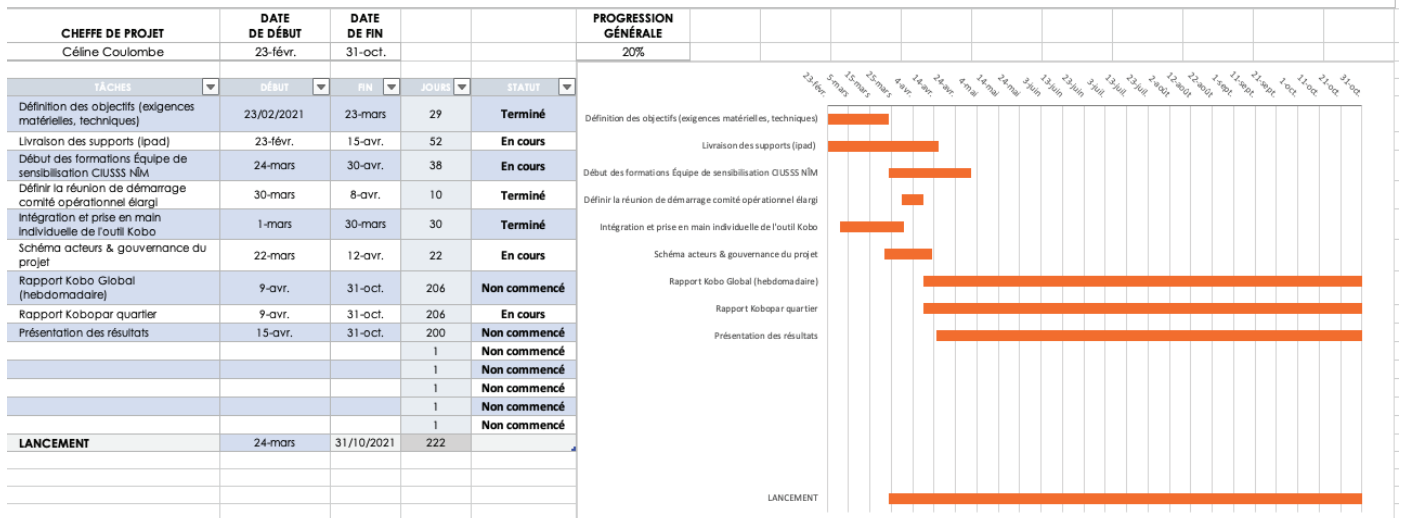 CHEFFE DE PROJET
DATE
DE DÉBUT
DATE
DE FIN
PROGRESSION
GÉNÉRALE
Céline Coulombe 23-févr. 31-oct. 20%
TÂCHES DÉBUT FIN JOURS STATUT
Définition des objectifs (exigences
matérielles, techniques) 23/02/2021 23-mars 29 Terminé
Livraison des supports (ipad) 23-févr. 15-avr. 52 En cours
Début des formations Équipe de
sensibilisation CIUSSS NÎM 24-mars 30-avr. 38 En cours
Définir la réunion de démarrage
comité opérationnel élargi 30-mars 8-avr. 10 Terminé
Intégration et prise en main
individuelle de l'outil Kobo 1-mars 30-mars 30 Terminé
Schéma acteurs & gouvernance du
projet 22-mars 12-avr. 22 En cours
Rapport Kobo Global
(hebdomadaire) 9-avr. 31-oct. 206 Non commencé
Rapport Kobopar quartier 9-avr. 31-oct. 206 En cours
Présentation des résultats 15-avr. 31-oct. 200 Non commencé
1 Non commencé
1 Non commencé
1 Non commencé
1 Non commencé
1 Non commencé
LANCEMENT 24-mars 31/10/2021 222
23-févr. 5-mars 15-mars 25-mars 4-avr. 14-avr. 24-avr. 4-mai 14-mai 24-mai 3-juin 13-juin 23-juin 3-juil. 13-juil. 23-juil. 2-août 12-août 22-août 1-sept. 11-sept. 21-sept. 1-oct. 11-oct. 21-oct. 31-oct.
Définition des objectifs (exigences matérielles, techniques)
Livraison des supports (ipad)
Début des formations Équipe de sensibilisation CIUSSS NÎM
Définir la réunion de démarrage comité opérationnel élargi
Intégration et prise en main individuelle de l'outil Kobo
Schéma acteurs & gouvernance du projet
Rapport Kobo Global (hebdomadaire)
Rapport Kobopar quartier
Présentation des résultats
LANCEMENT